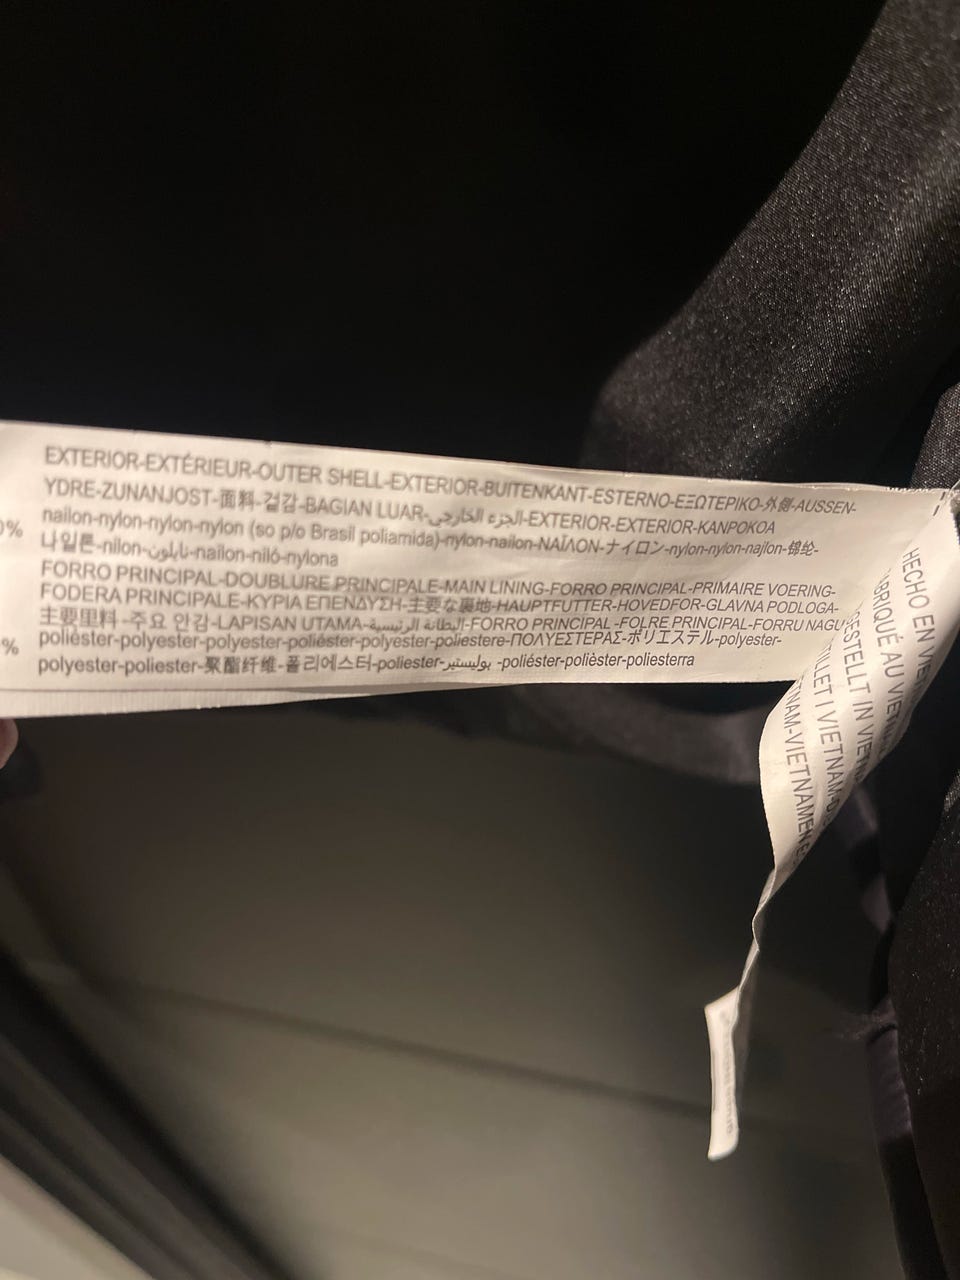 EXTERIOR-EXTÉRIEUR-OUTER SHELL-EXTERIOR-BUITENKANT-ESTERNO-ΕΞΩΤΕΡΙΚΟ-外側-AUSSEN-
YDRE-ZUNANJOST-面料-겉감-BAGIAN LUAR-الجزء الخارجي-EXTERIOR-EXTERIOR-KANPOKOA
0%
nailon-nylon-nylon-nylon (so p/o Brasil poliamida)-nylon-nailon-ΝΑΪΛΟΝ-ナイロン-nylon-nylon-najlon-锦纶-
나일론-nilon-نايلون-nailon-niló-nylona
FORRO PRINCIPAL-DOUBLURE PRINCIPALE-MAIN LINING-FORRO PRINCIPAL-PRIMAIRE VOERING-
FODERA PRINCIPALE-ΚΥΡΙΑ ΕΠΕΝΔΥΣΗ-主要な裏地-HAUPTFUTTER-HOVEDFOR-GLAVNA PODLOGA-
主要里料-주요 안감-LAPISAN UTAMA-البطانة الرئيسية-FORRO PRINCIPAL-FOLRE PRINCIPAL-FORRU NAGU
%
poliéster-polyester-polyester-poliéster-polyester-poliestere-ΠΟΛΥΕΣΤΕΡΑΣ-ポリエステル-polyester-
polyester-poliester-聚酯纤维-폴리에스터-poliester-بوليستير-poliéster-polièster-poliesterra
HECHO EN VIET
ABRIQUÉ AU VIETNA
GESTELLT IN VIETN
TILLET I VIETNAM
TNAM-VIETNAMEN